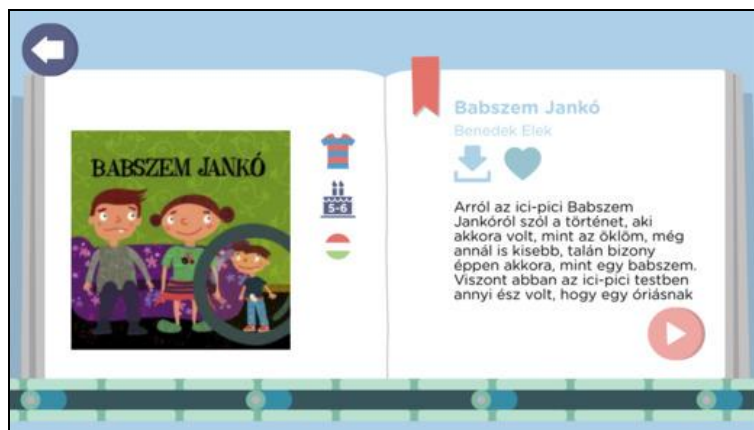 BABSZEM JANKÓ
5-6
Babszem Jankó
Benedek Elek
Arról az ici-pici Babszem
Jankóról szól a történet, aki
akkora volt, mint az öklöm, még
annál is kisebb, talán bizony
éppen akkora, mint egy babszem.
Viszont abban az ici-pici testben
annyi ész volt, hogy egy óriásnak